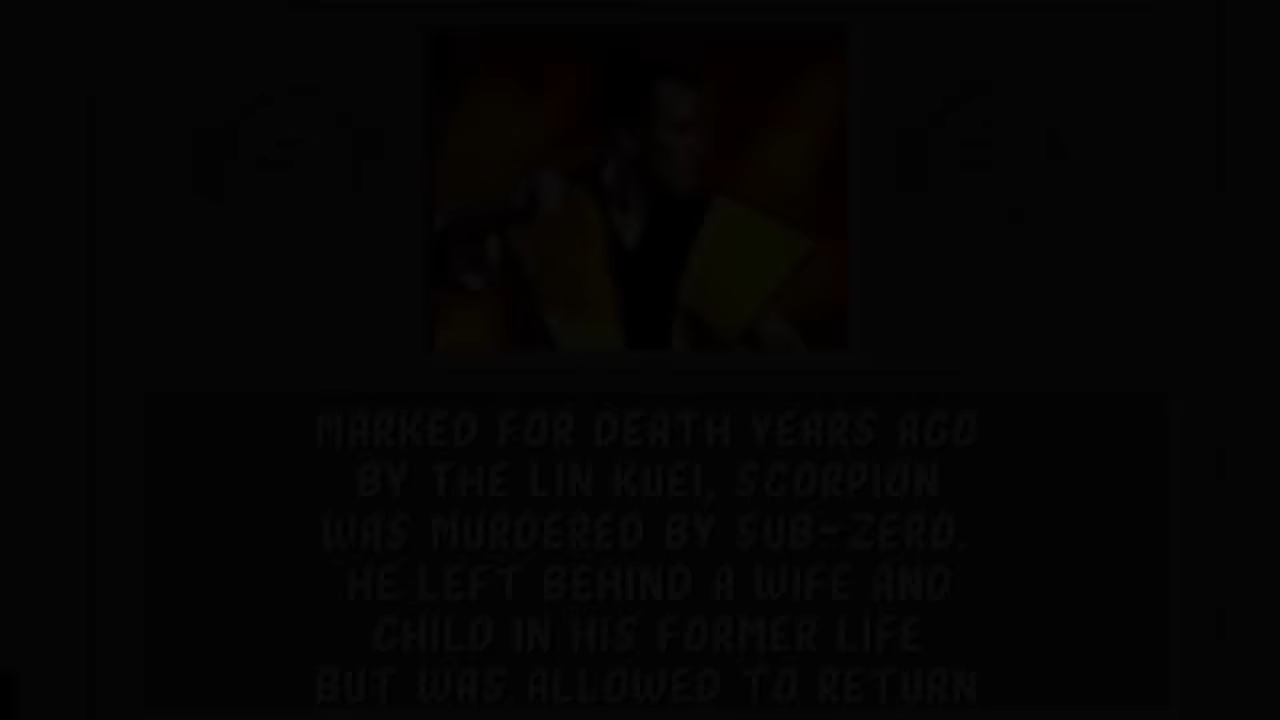 MARKED FOR DEATH YEARS AGO
BY THE LIN KUEI, SCORPION
WAS MURDERED BY SUB-ZERO.
HE LEFT BEHIND A WIFE AND
CHILD IN HIS FORMER LIFE
BUT WAS ALLOWED TO RETURN